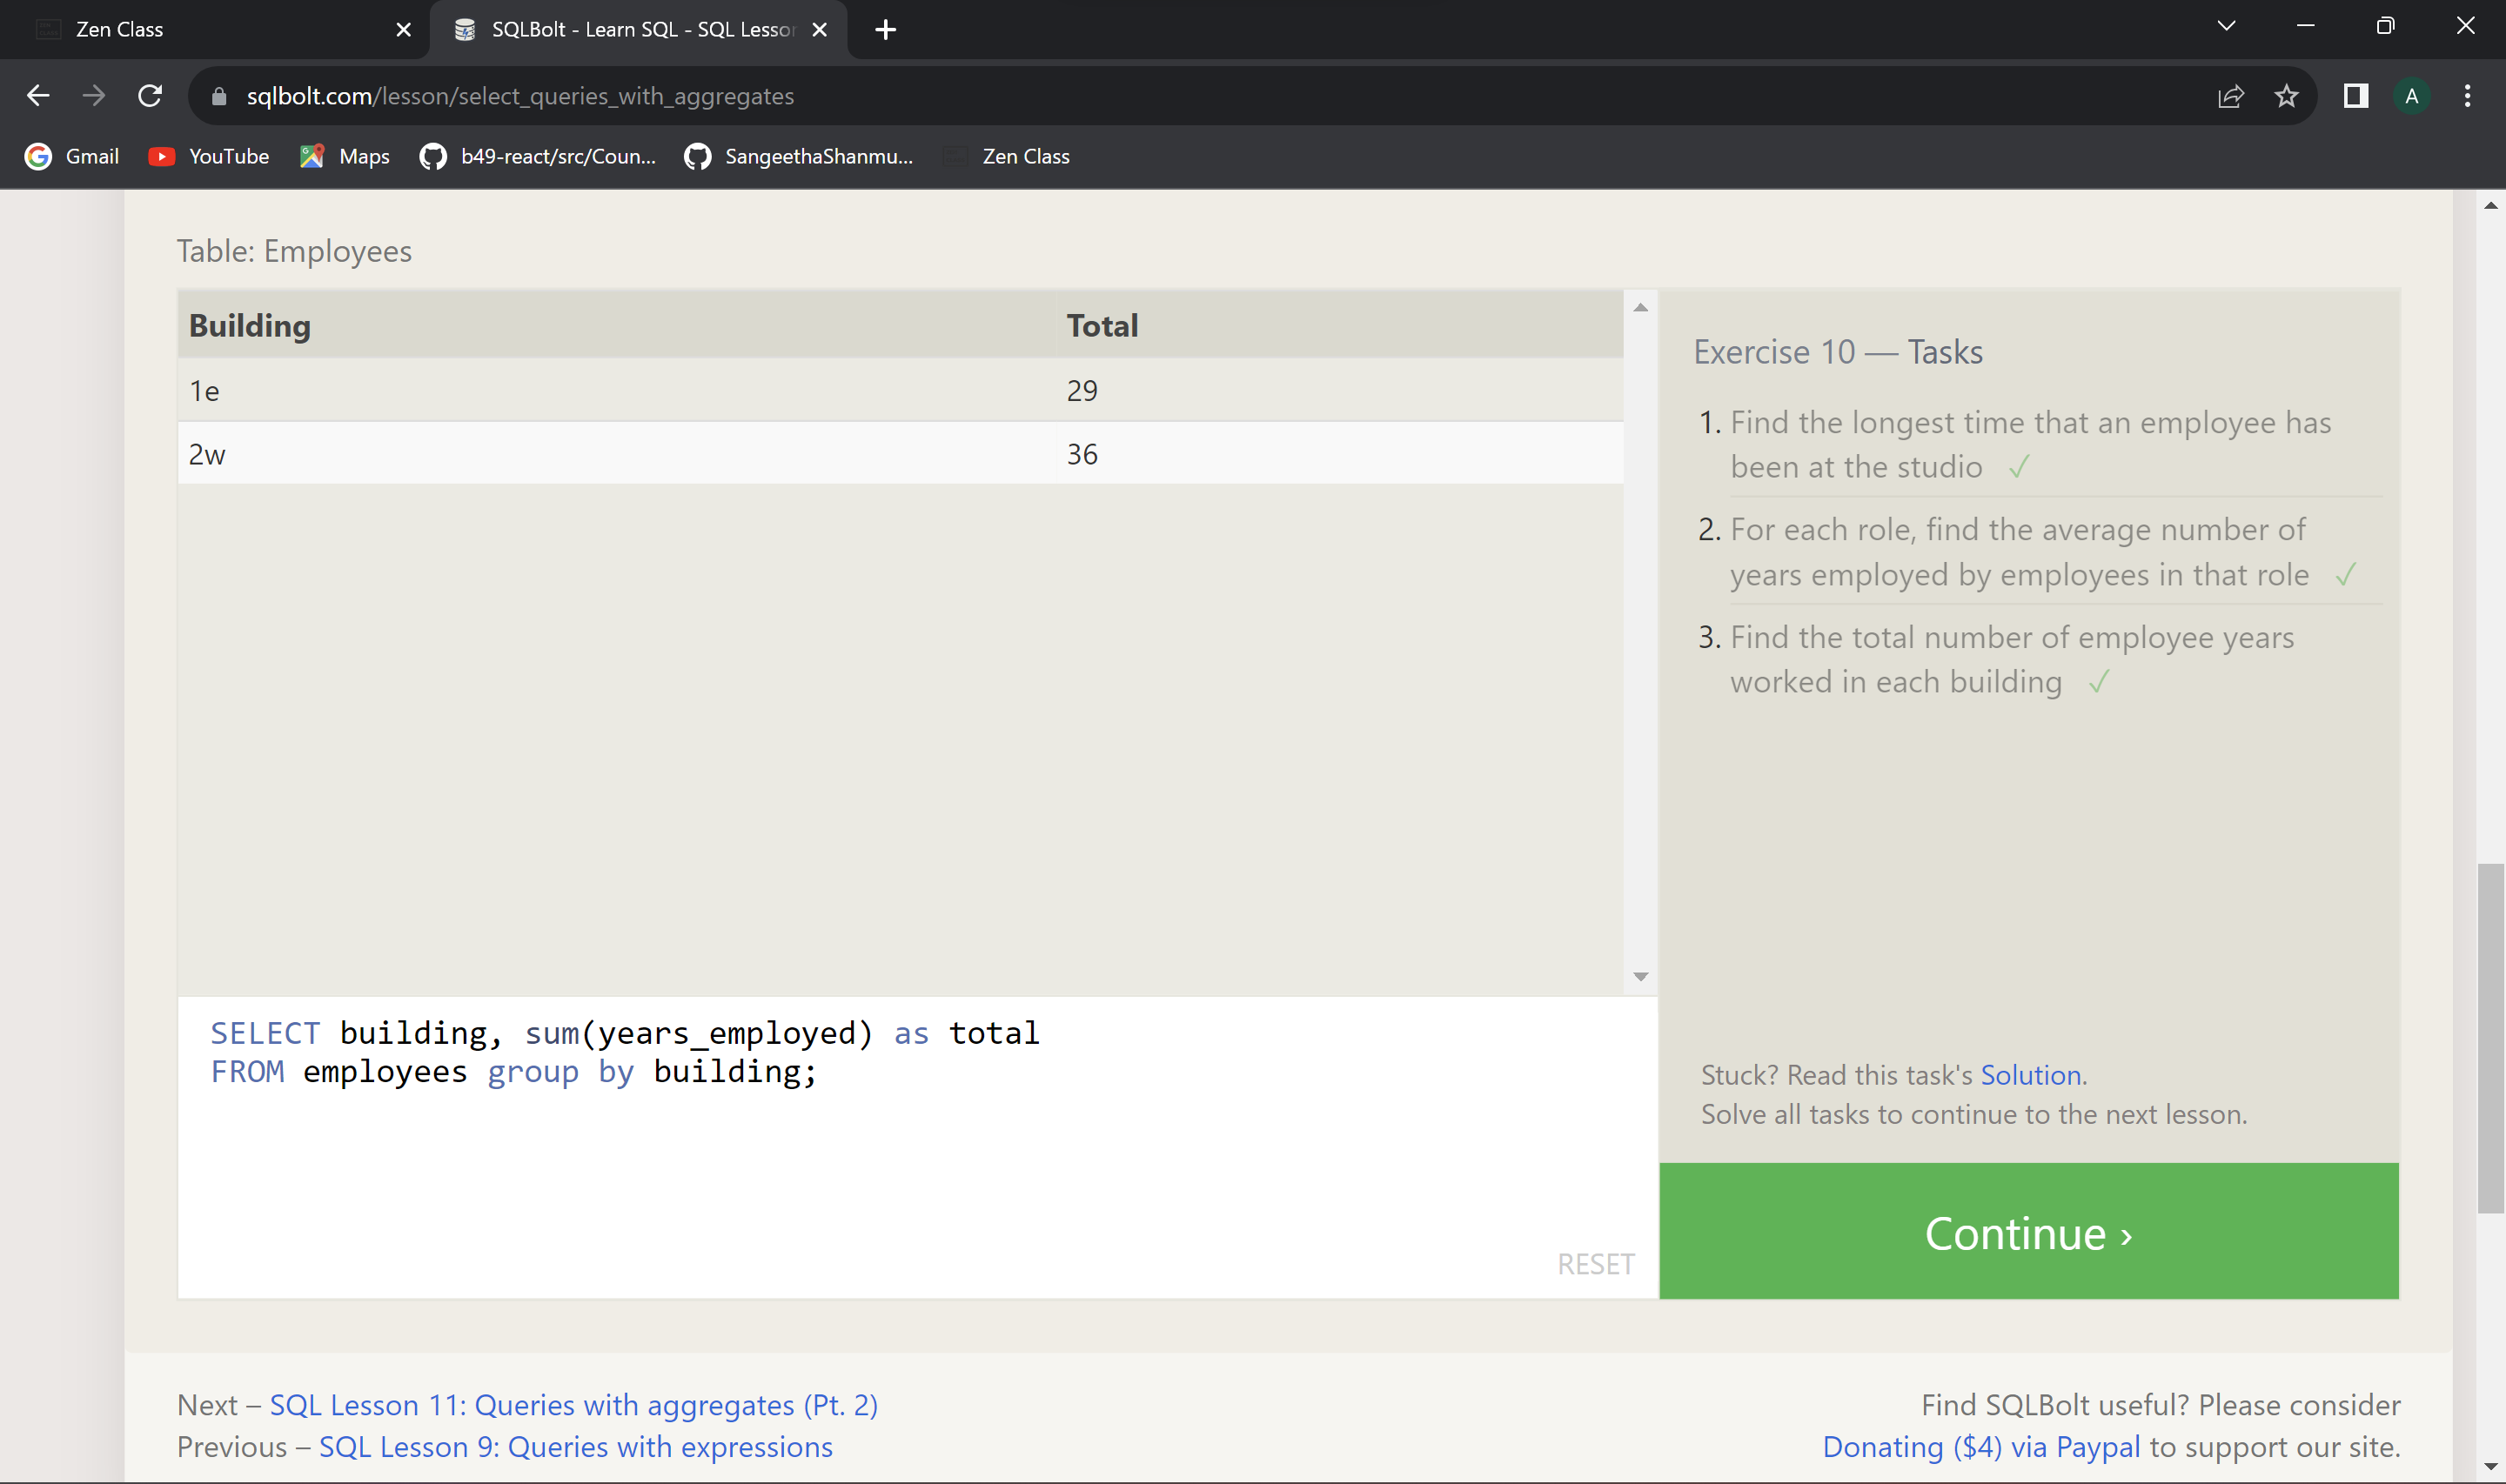 Zen Class
SQLBolt - Learn SQL - SQL Lesson
sqlbolt.com/lesson/select_queries_with_aggregates
A
Gmail
YouTube
Maps
b49-react/src/Coun...
SangeethaShanmu...
Zen Class
Table: Employees
Building Total
1e 29
2w 36
SELECT building, sum(years_employed) as total
FROM employees group by building;
RESET
Exercise 10 — Tasks
1. Find the longest time that an employee has
been at the studio ✓
2. For each role, find the average number of
years employed by employees in that role ✓
3. Find the total number of employee years
worked in each building ✓
Stuck? Read this task's Solution.
Solve all tasks to continue to the next lesson.
Continue ›
Next – SQL Lesson 11: Queries with aggregates (Pt. 2)
Previous – SQL Lesson 9: Queries with expressions
Find SQLBolt useful? Please consider
Donating ($4) via Paypal to support our site.